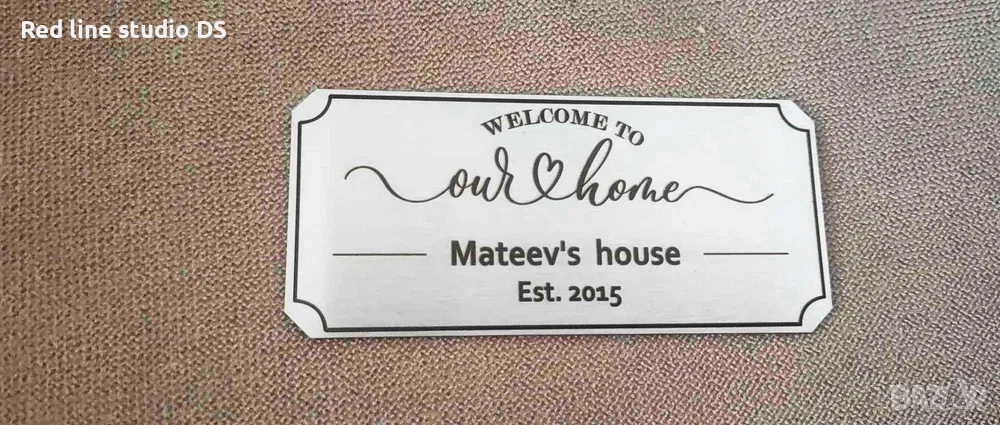 Red line studio DS
WELCOME TO
our home
Mateev's house
Est. 2015